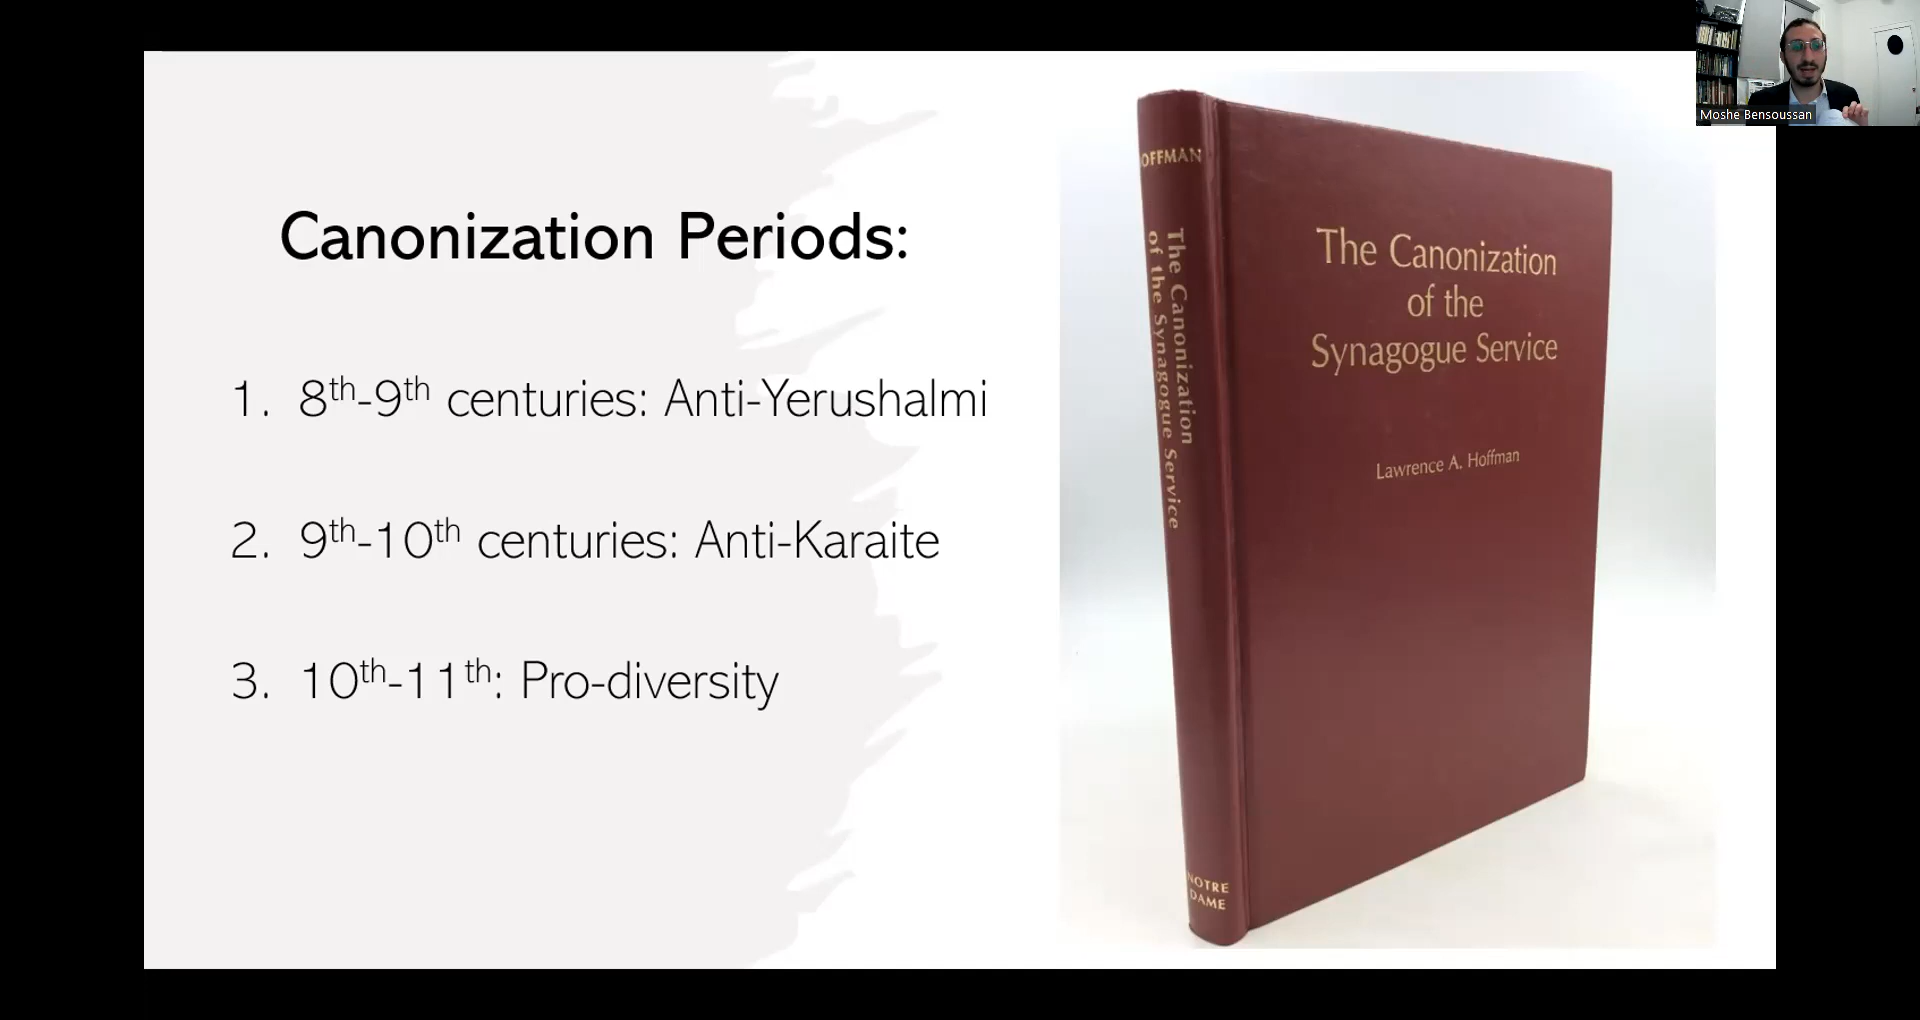 Canonization Periods:
1. 8th-9th centuries: Anti-Yerushalmi
2. 9th-10th centuries: Anti-Karaite
3. 10th-11th: Pro-diversity
OFFMAN
The Canonization
of the Synagogue Service
NOTRE
DAME
The Canonization
of the
Synagogue Service
Lawrence A. Hoffman
Moshe Bensoussan